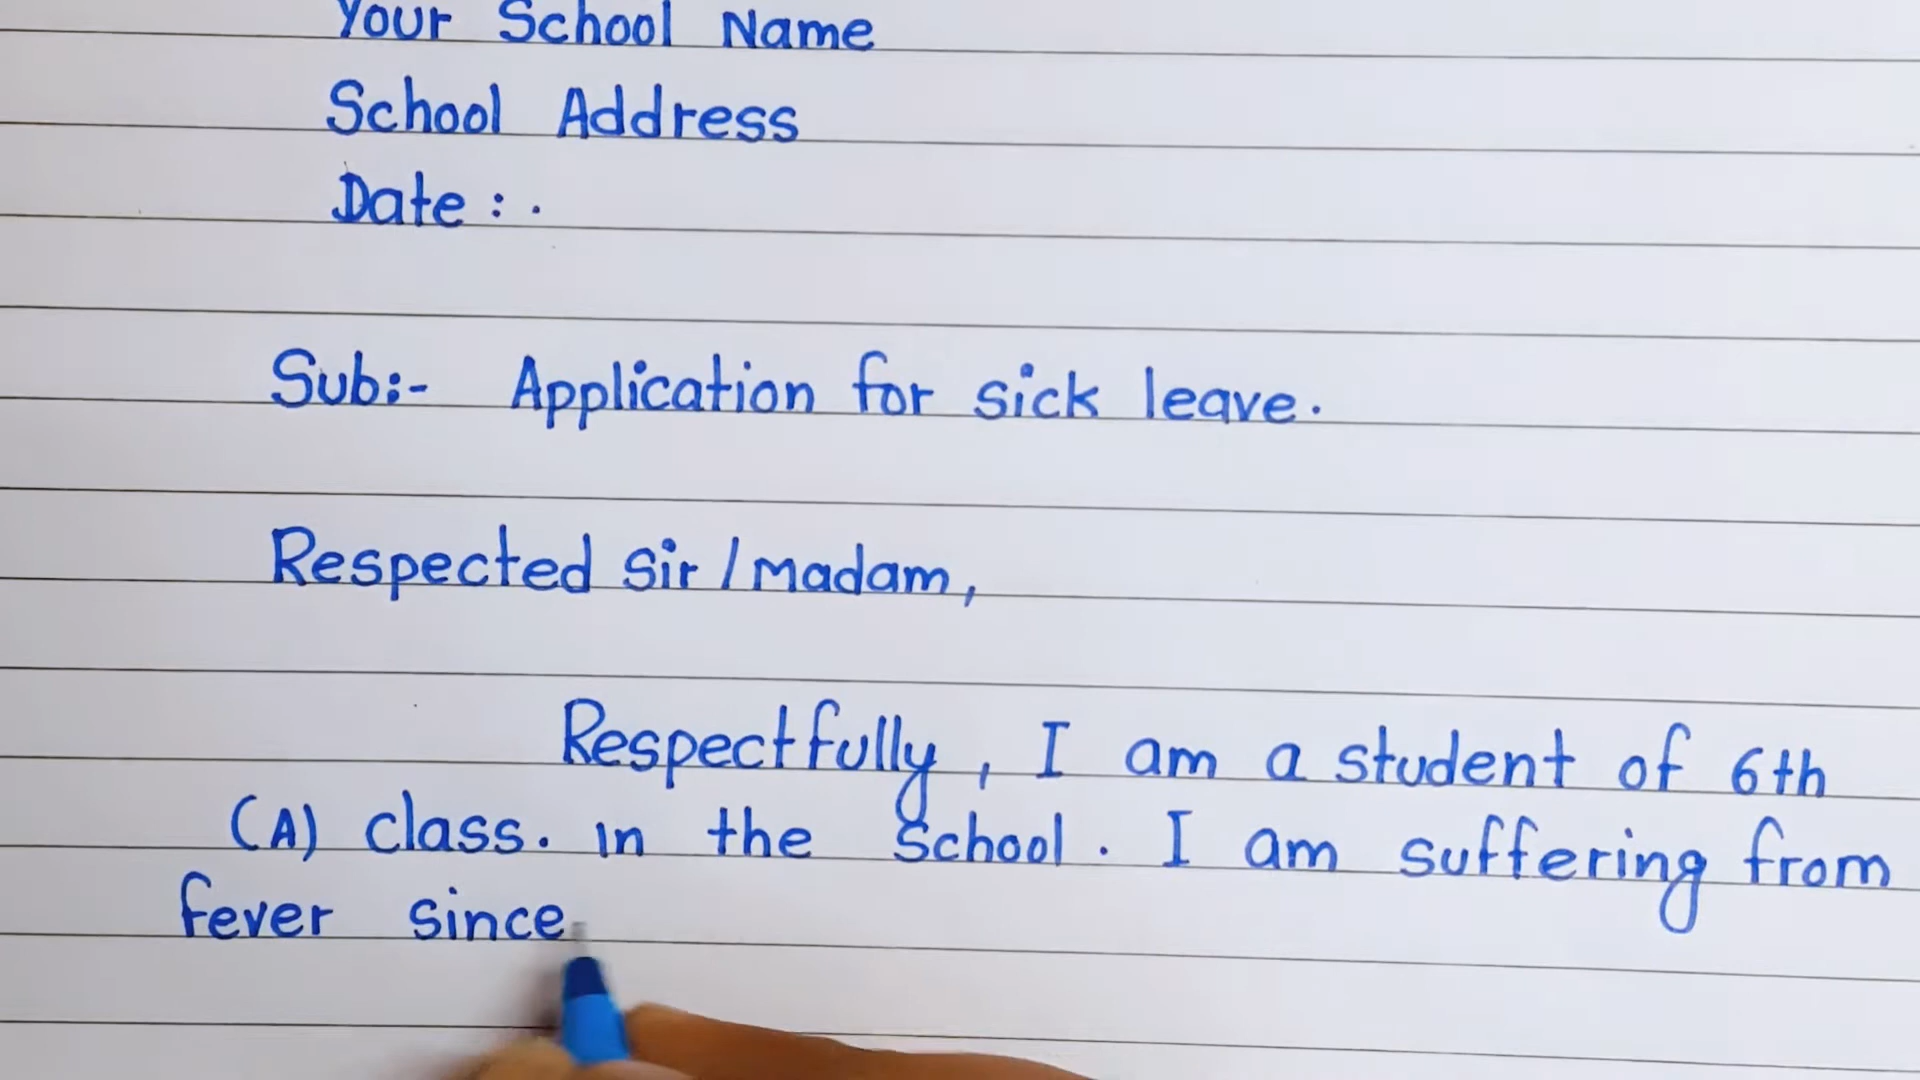 Your School Name
School Address
Date : .
Sub:- Application for sick leave.
Respected Sir / Madam,
Respectfully, I am a student of 6th
(A) class. in the School. I am suffering from
fever since